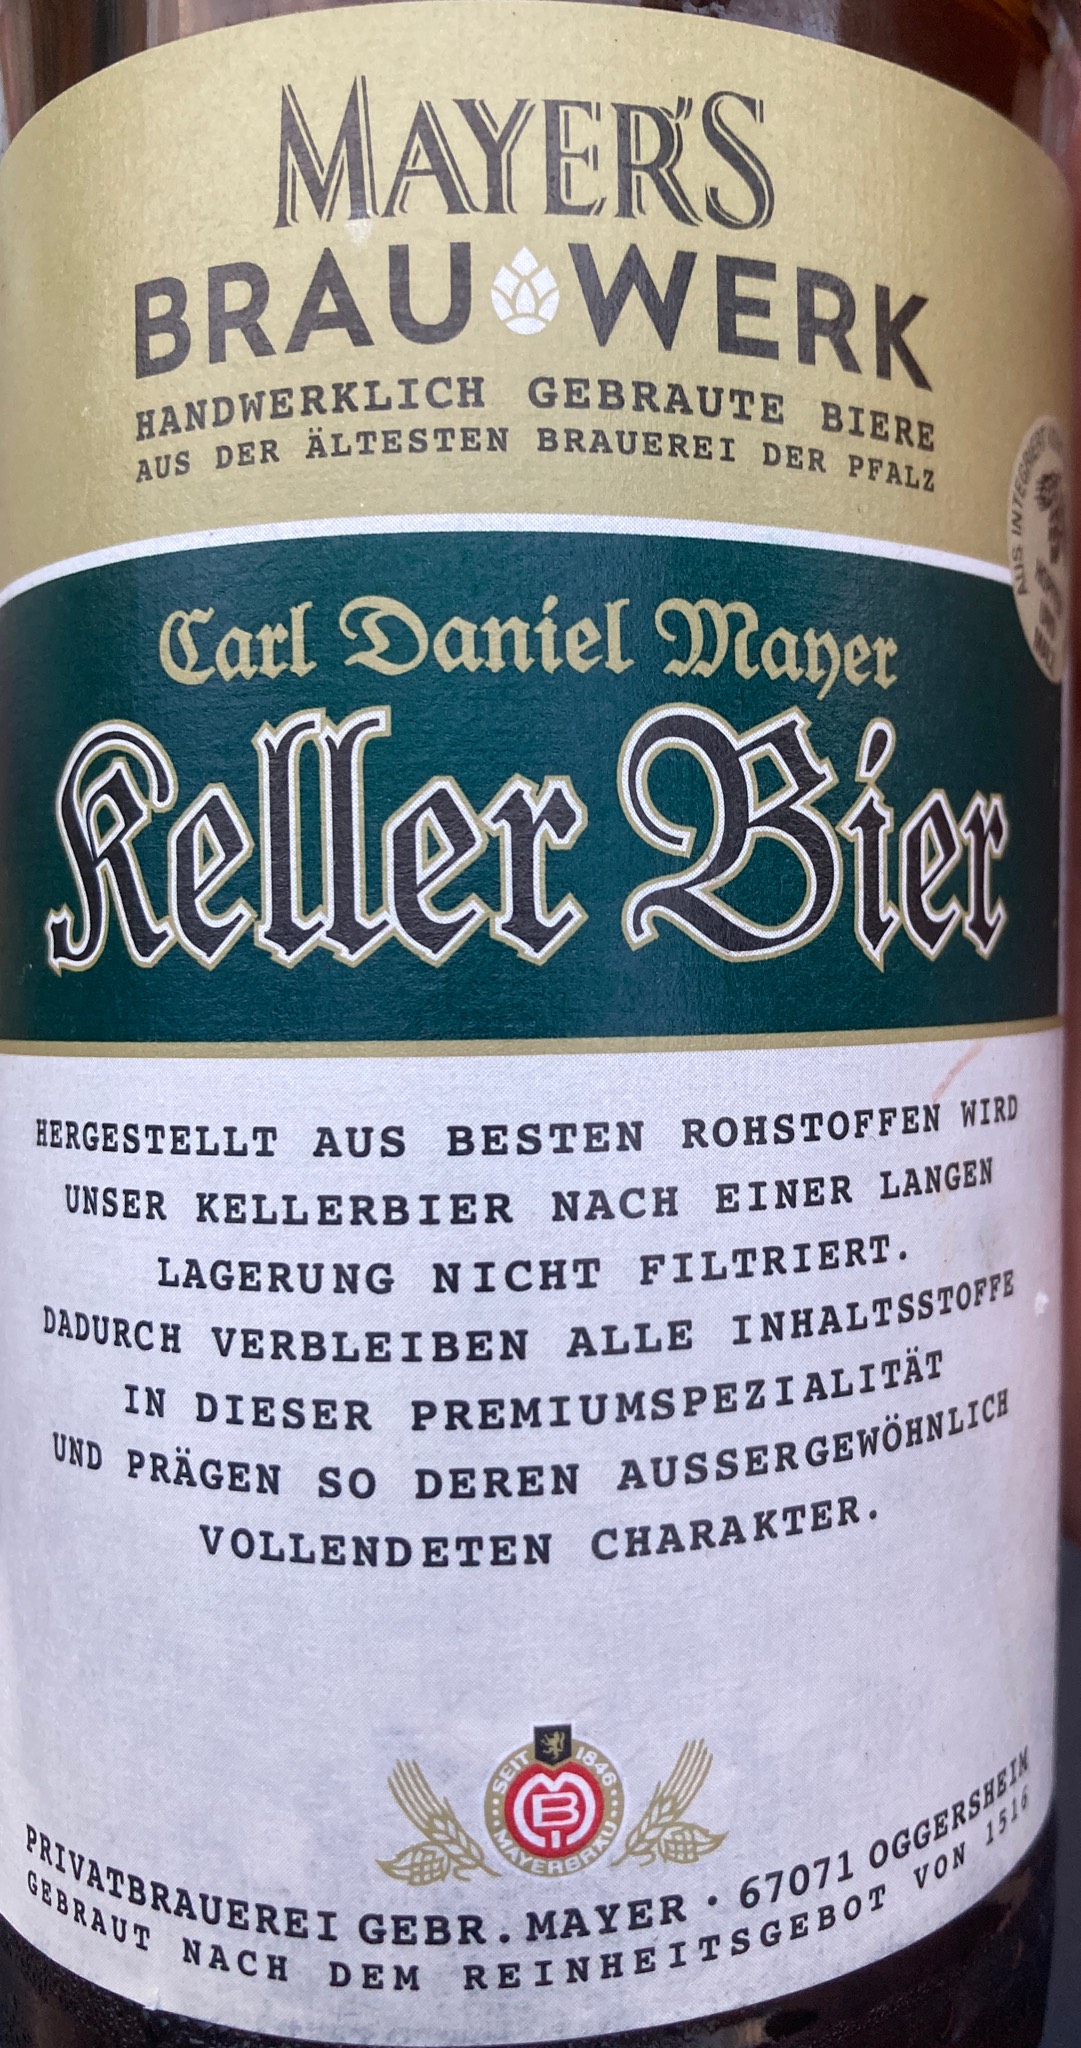 MAYER'S
BRAU WERK
HANDWERKLICH GEBRAUTE BIERE
AUS DER ÄLTESTEN BRAUEREI DER PFALZ
AUS
Carl Daniel Mayer
Keller Bier
HERGESTELLT AUS BESTEN ROHSTOFFEN WIRD
UNSER KELLERBIER NACH EINER LANGEN
LAGERUNG NICHT FILTRIERT.
DADURCH VERBLEIBEN ALLE INHALTSSTOFFE
IN DIESER PREMIUMSPEZIALITÄT
UND PRÄGEN SO DEREN AUSSERGEWÖHNLICH
VOLLENDETEN CHARAKTER.
SEIT 1846
MB
MAYERBRÄU
PRIVATBRAUEREI GEBR. MAYER · 67071 OGGERSHEIM
GEBRAUT NACH DEM REINHEITSGEBOT VON 1516